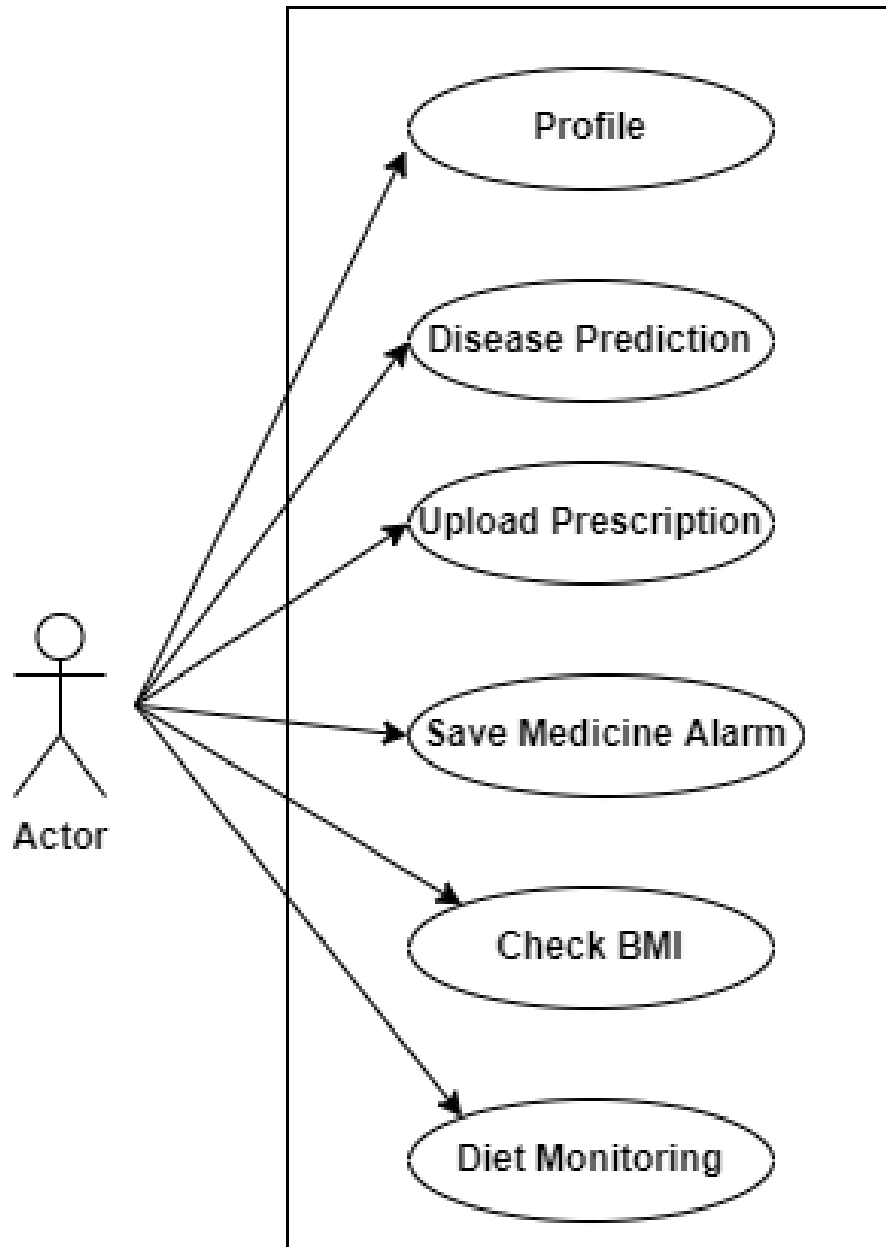 Profile
Disease Prediction
Upload Prescription
Save Medicine Alarm
Actor
Check BMI
Diet Monitoring